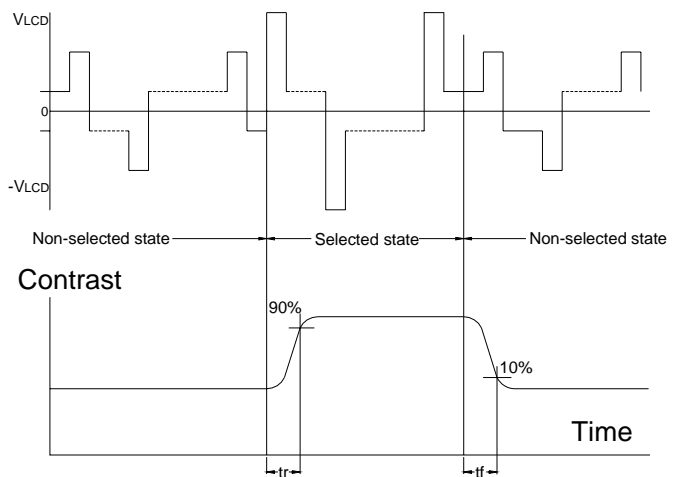 VLCD
0
-VLCD
Non-selected state
Selected state
Non-selected state
Contrast
90%
10%
Time
tr
tf